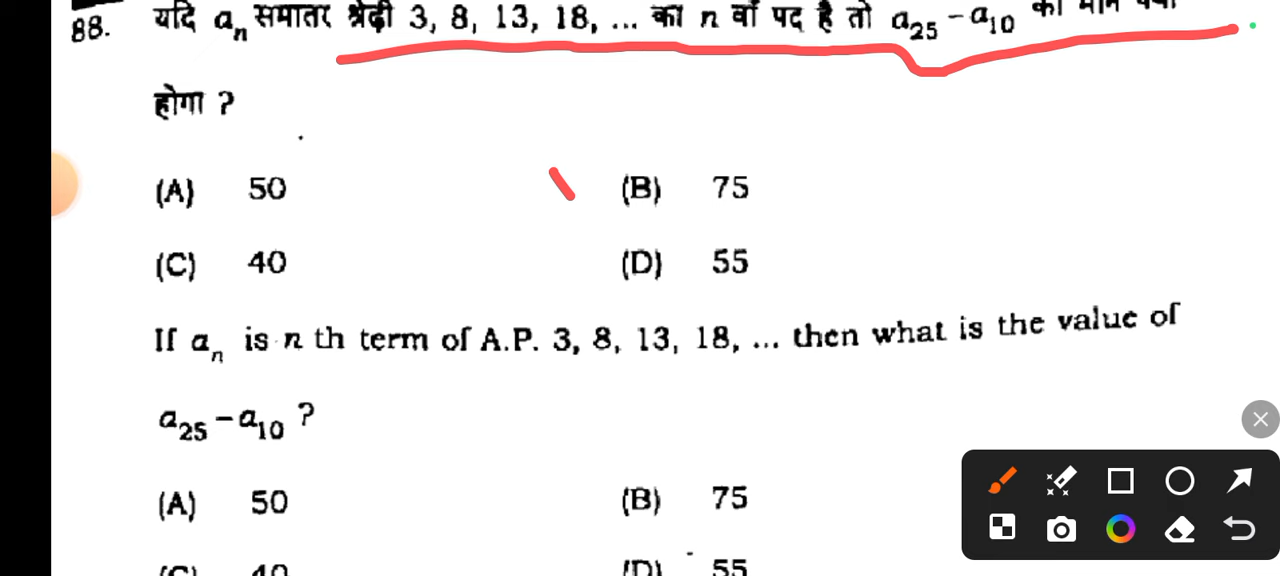 88. यदि aₙ समातर श्रेढ़ी 3, 8, 13, 18, ... का n वाँ पद है तो a₂₅ - a₁₀ का मान क्या
होगा ?
(A) 50 (B) 75
(C) 40 (D) 55
If aₙ is n th term of A.P. 3, 8, 13, 18, ... then what is the value of
a₂₅ - a₁₀ ?
(A) 50 (B) 75
(C) 40 (D) 55